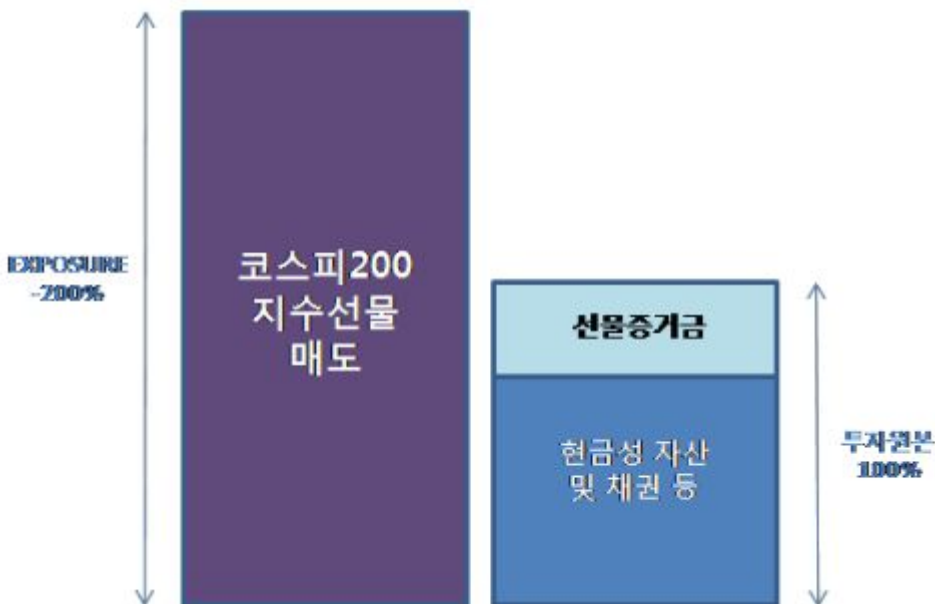 EXPOSURE
-200%
코스피200
지수선물
매도
선물증거금
현금성 자산
및 채권 등
투자원본
100%